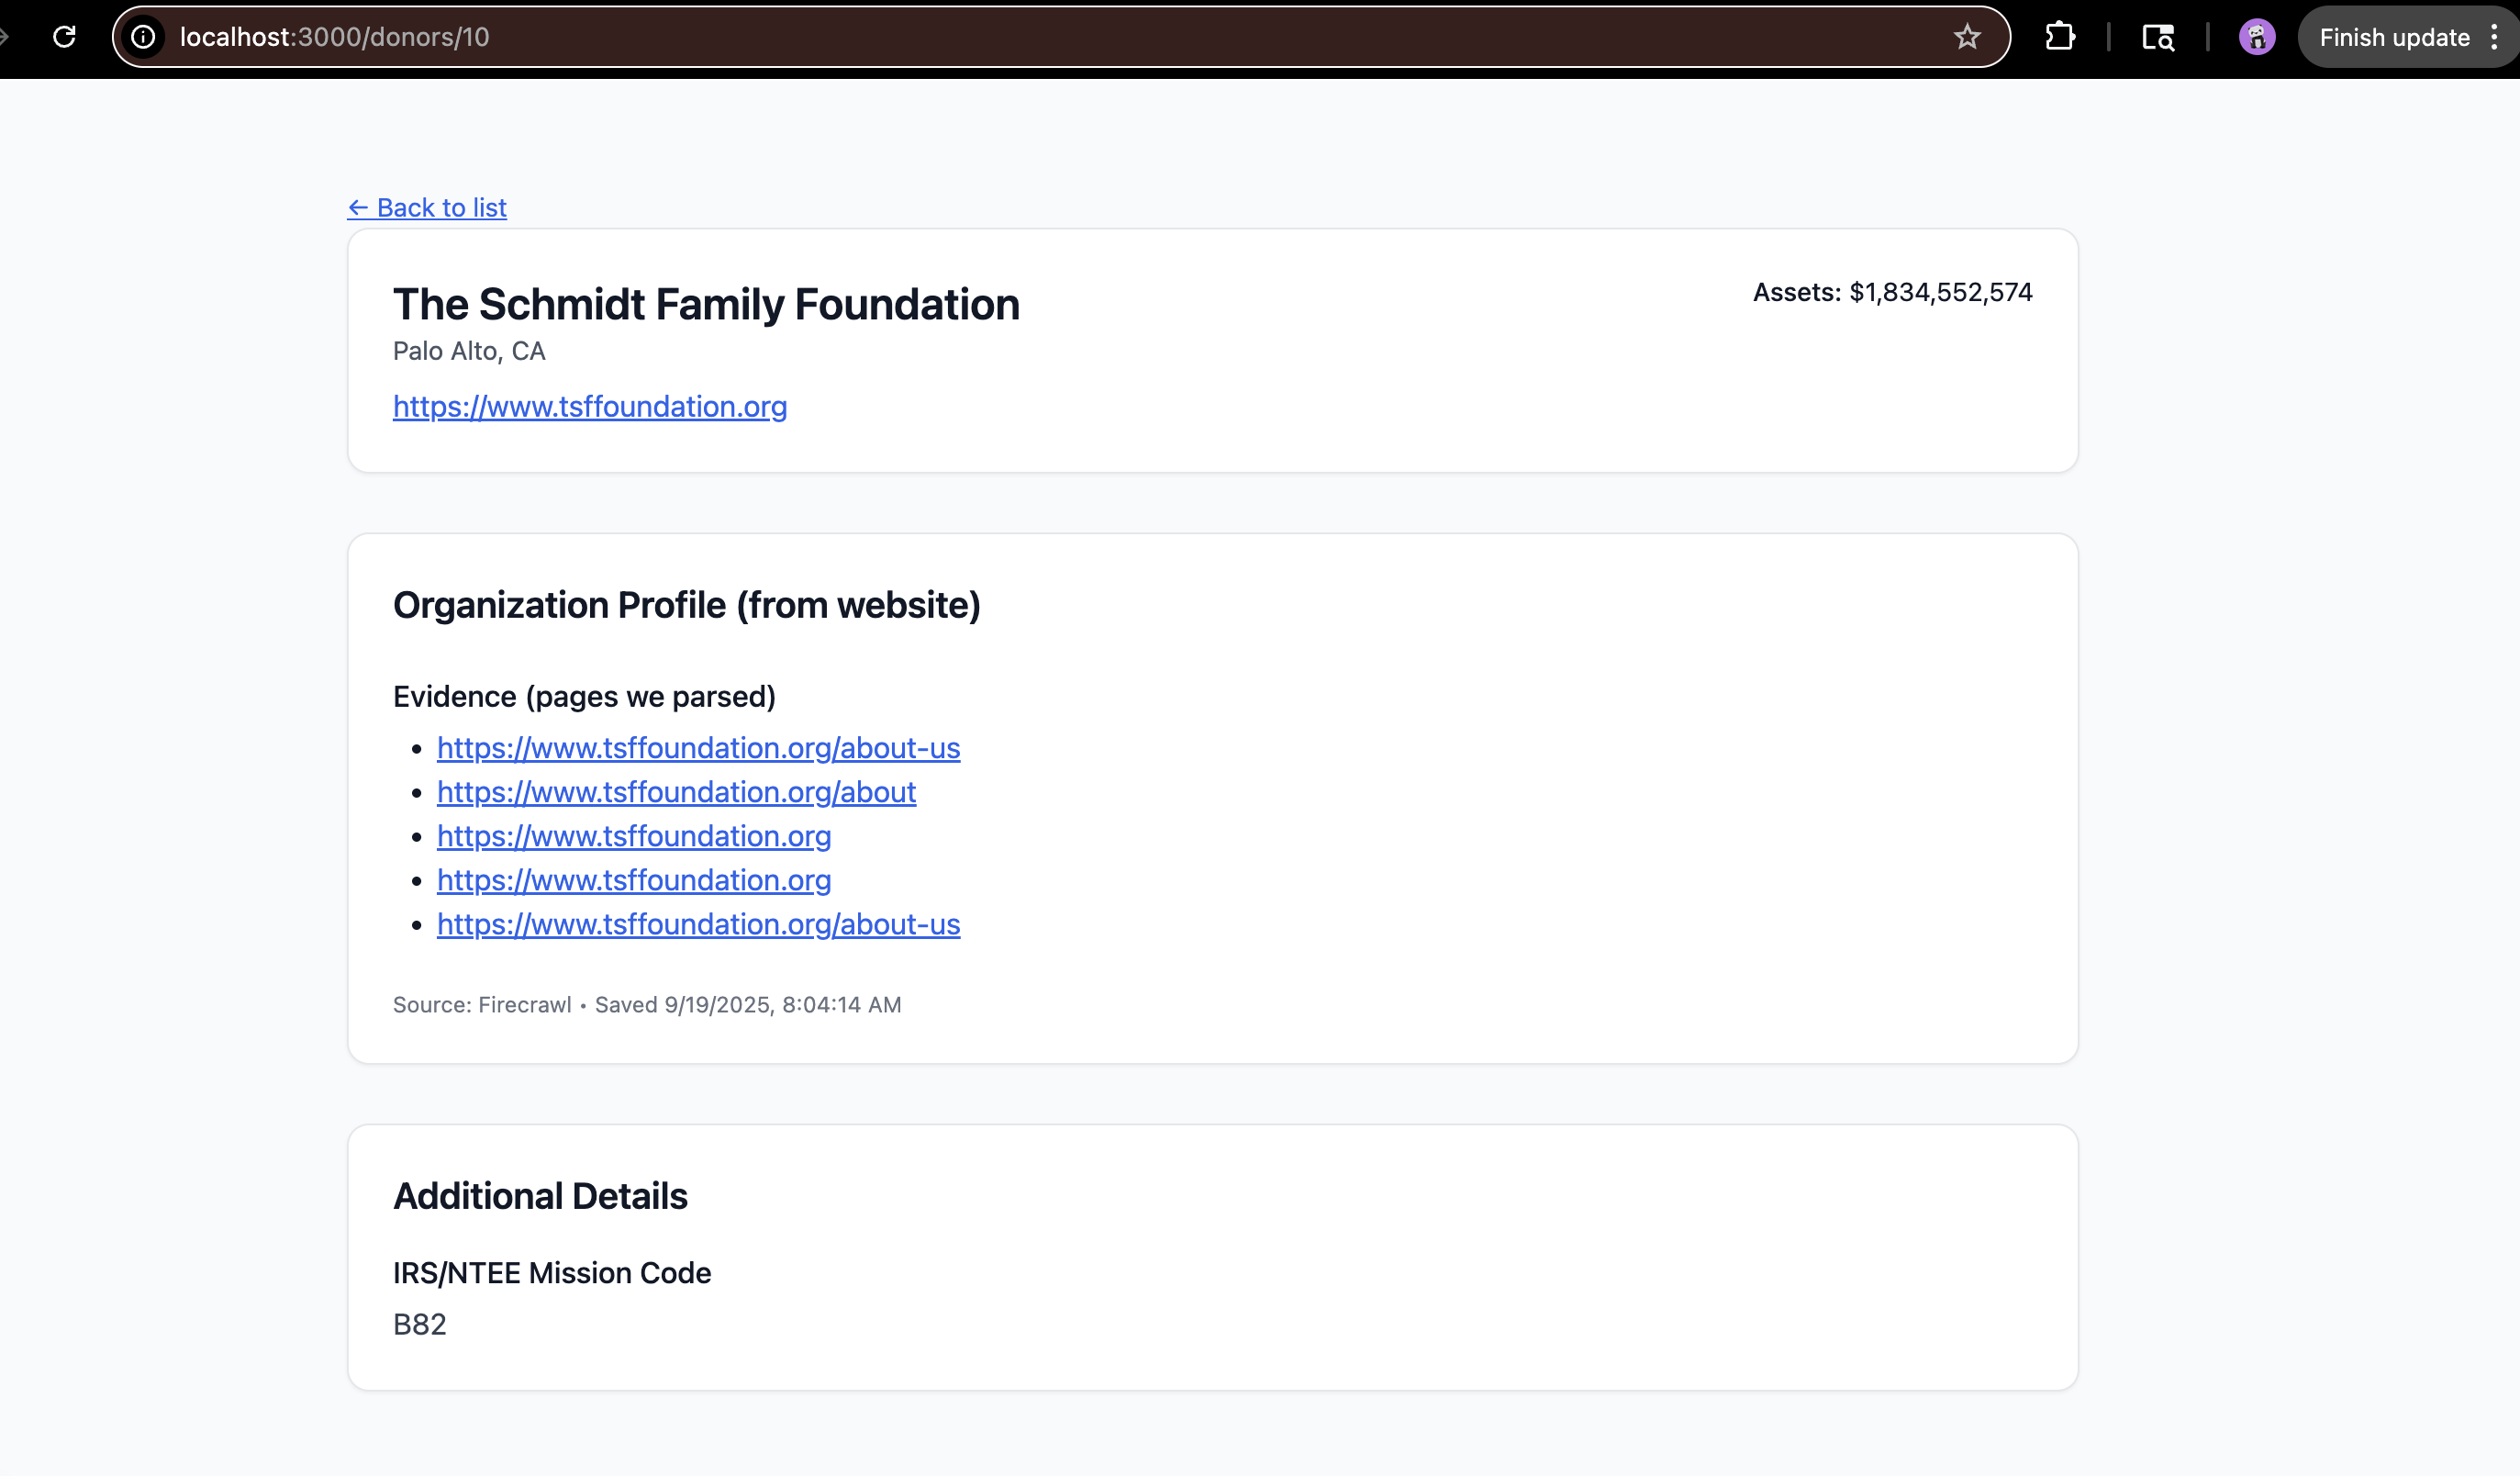 localhost:3000/donors/10
Finish update
← Back to list
The Schmidt Family Foundation
Assets: $1,834,552,574
Palo Alto, CA
https://www.tsffoundation.org
Organization Profile (from website)
Evidence (pages we parsed)
• https://www.tsffoundation.org/about-us
• https://www.tsffoundation.org/about
• https://www.tsffoundation.org
• https://www.tsffoundation.org
• https://www.tsffoundation.org/about-us
Source: Firecrawl • Saved 9/19/2025, 8:04:14 AM
Additional Details
IRS/NTEE Mission Code
B82